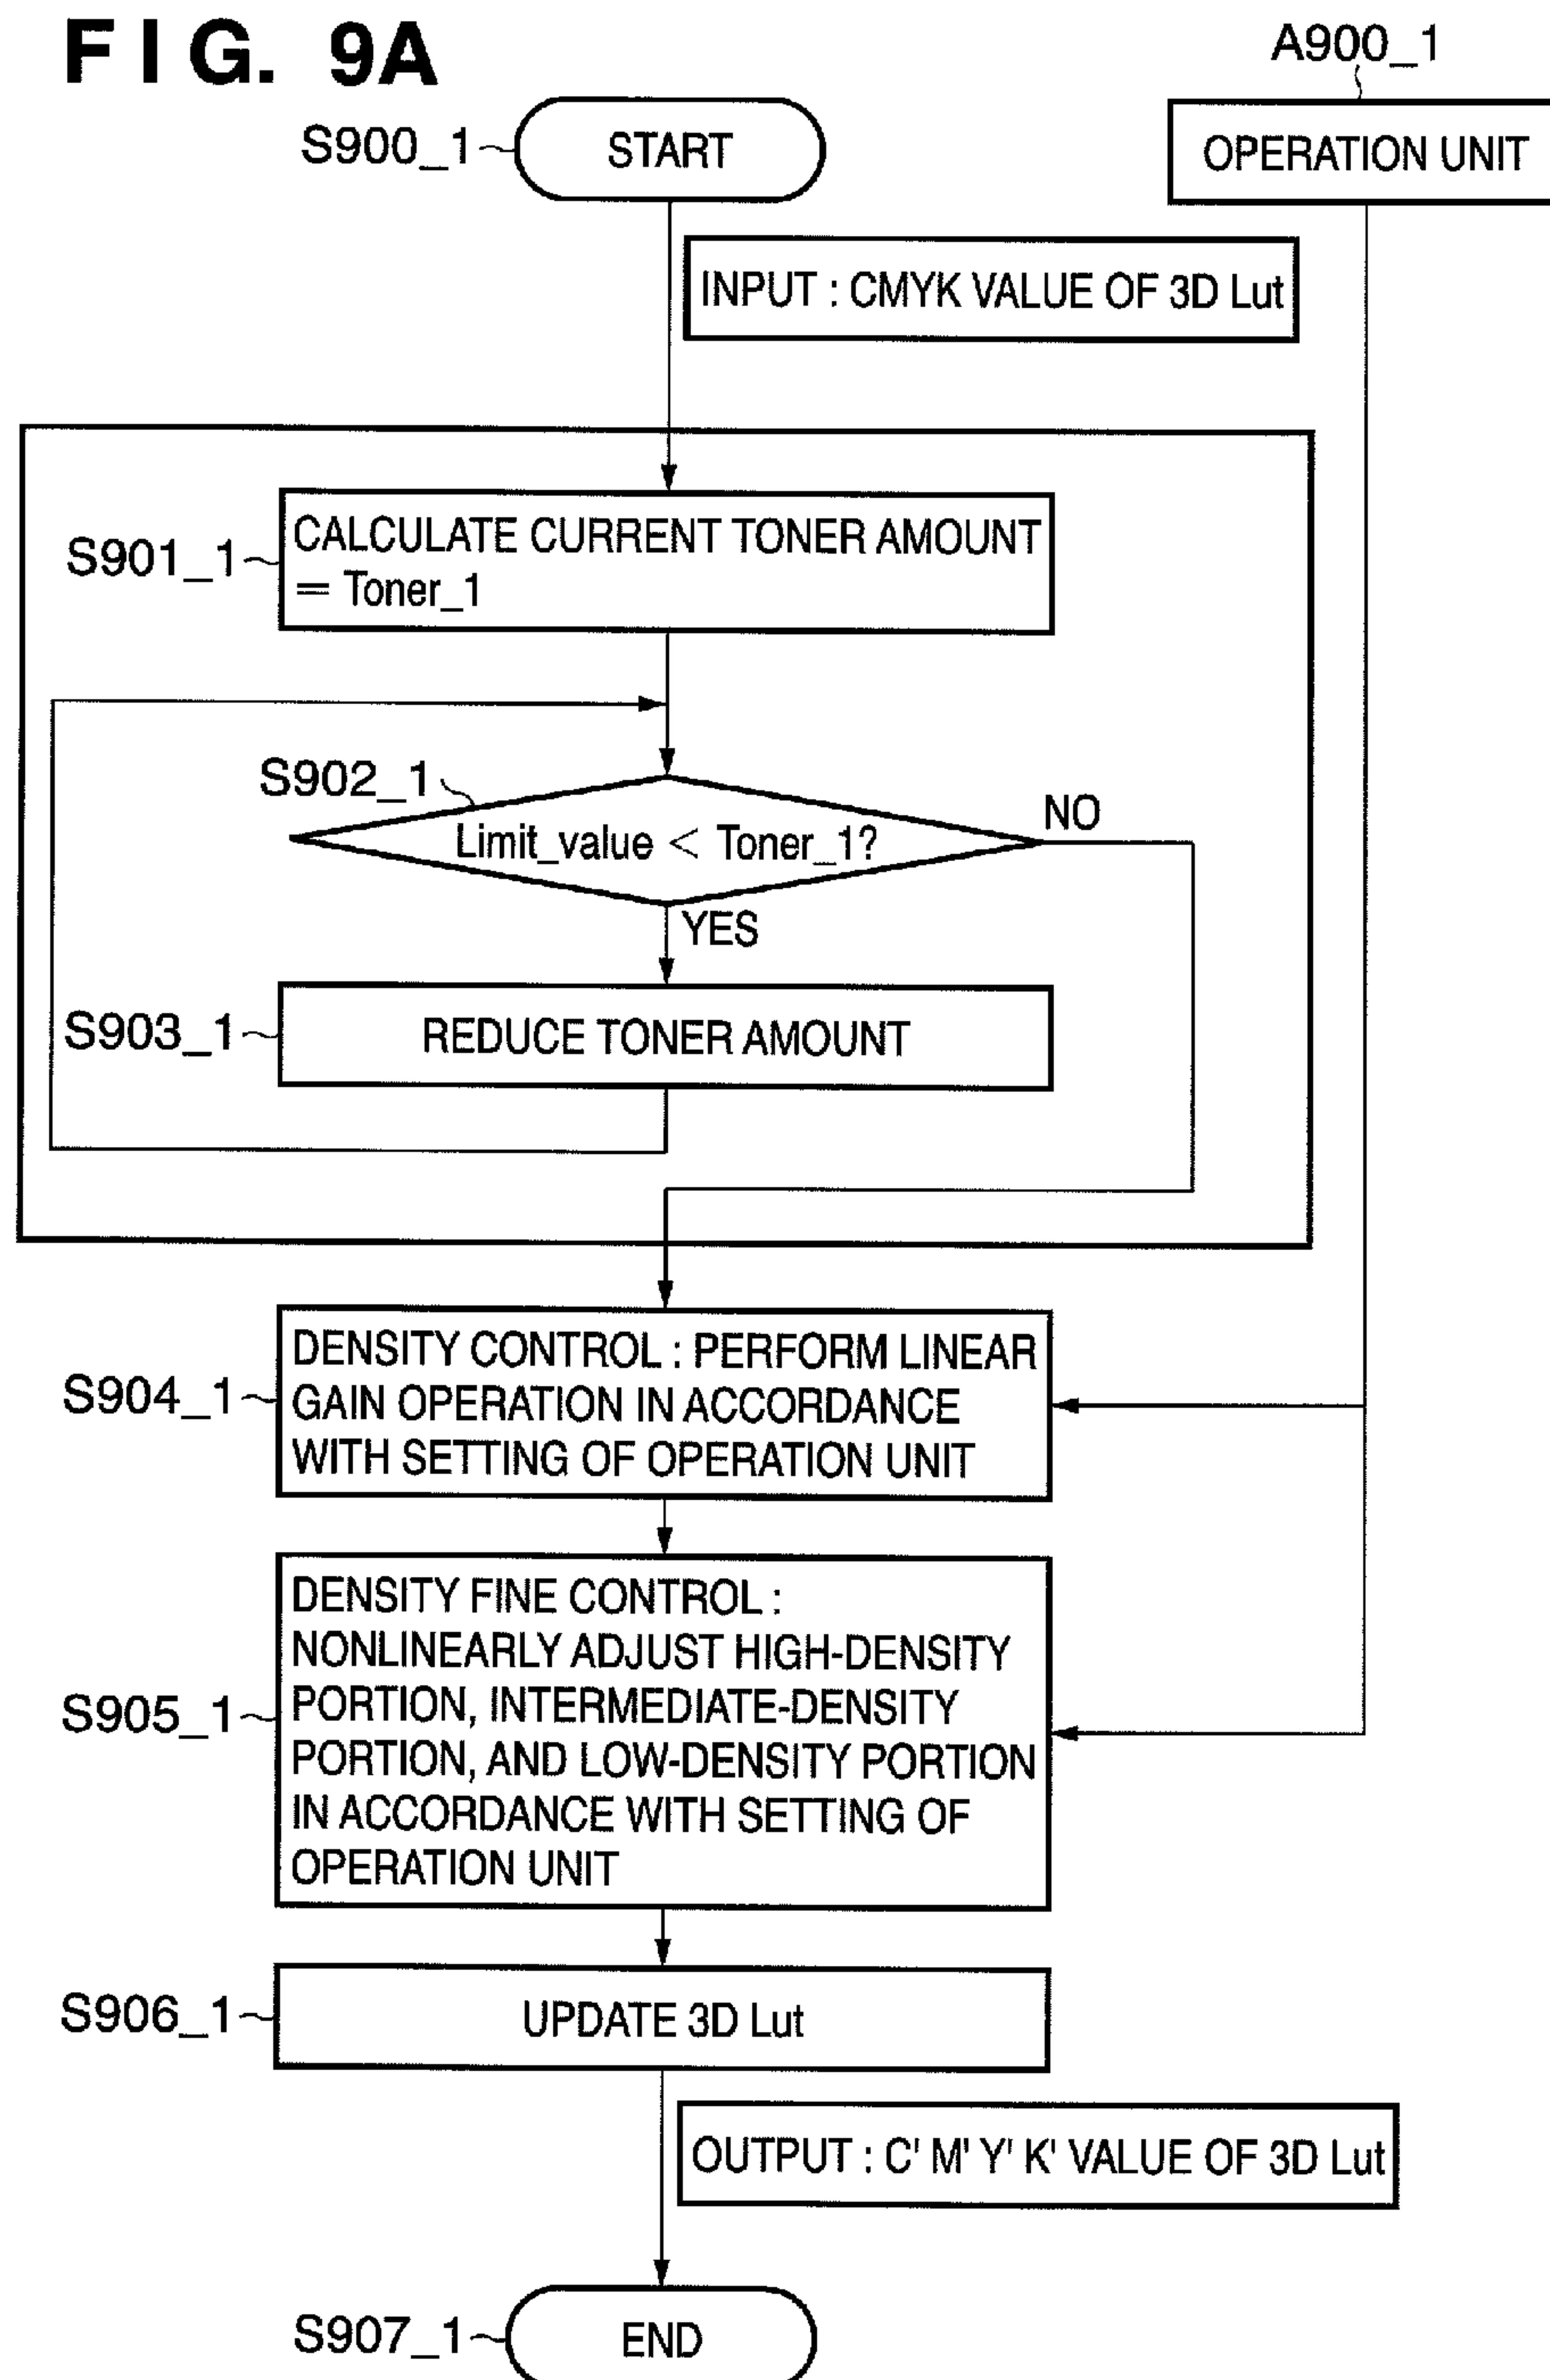 FIG. 9A
A900_1
S900_1
START
OPERATION UNIT
INPUT : CMYK VALUE OF 3D Lut
S901_1
CALCULATE CURRENT TONER AMOUNT
= Toner_1
S902_1
Limit_value < Toner_1?
NO
YES
S903_1
REDUCE TONER AMOUNT
S904_1
DENSITY CONTROL : PERFORM LINEAR
GAIN OPERATION IN ACCORDANCE
WITH SETTING OF OPERATION UNIT
S905_1
DENSITY FINE CONTROL :
NONLINEARLY ADJUST HIGH-DENSITY
PORTION, INTERMEDIATE-DENSITY
PORTION, AND LOW-DENSITY PORTION
IN ACCORDANCE WITH SETTING OF
OPERATION UNIT
S906_1
UPDATE 3D Lut
OUTPUT : C' M' Y' K' VALUE OF 3D Lut
S907_1
END